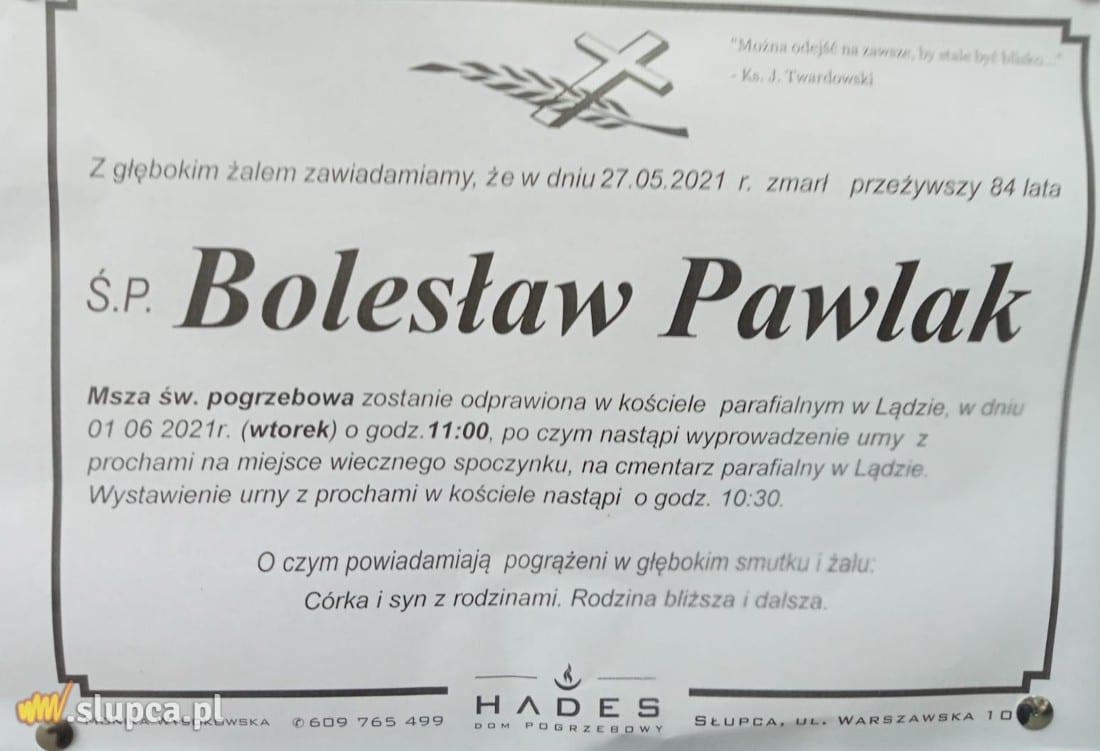 "Można odejść na zawsze, by stale być blisko..."
- Ks. J. Twardowski
Z głębokim żalem zawiadamiamy, że w dniu 27.05.2021 r. zmarł przeżywszy 84 lata
Ś.P. Bolesław Pawlak
Msza św. pogrzebowa zostanie odprawiona w kościele parafialnym w Lądzie, w dniu
01 06 2021r. (wtorek) o godz.11:00, po czym nastąpi wyprowadzenie urny z
prochami na miejsce wiecznego spoczynku, na cmentarz parafialny w Lądzie.
Wystawienie urny z prochami w kościele nastąpi o godz. 10:30.
O czym powiadamiają pogrążeni w głębokim smutku i żalu:
Córka i syn z rodzinami. Rodzina bliższa i dalsza.
.slupca.pl
609 765 499
HADES
DOM POGRZEBOWY
SŁUPCA, UL. WARSZAWSKA 10